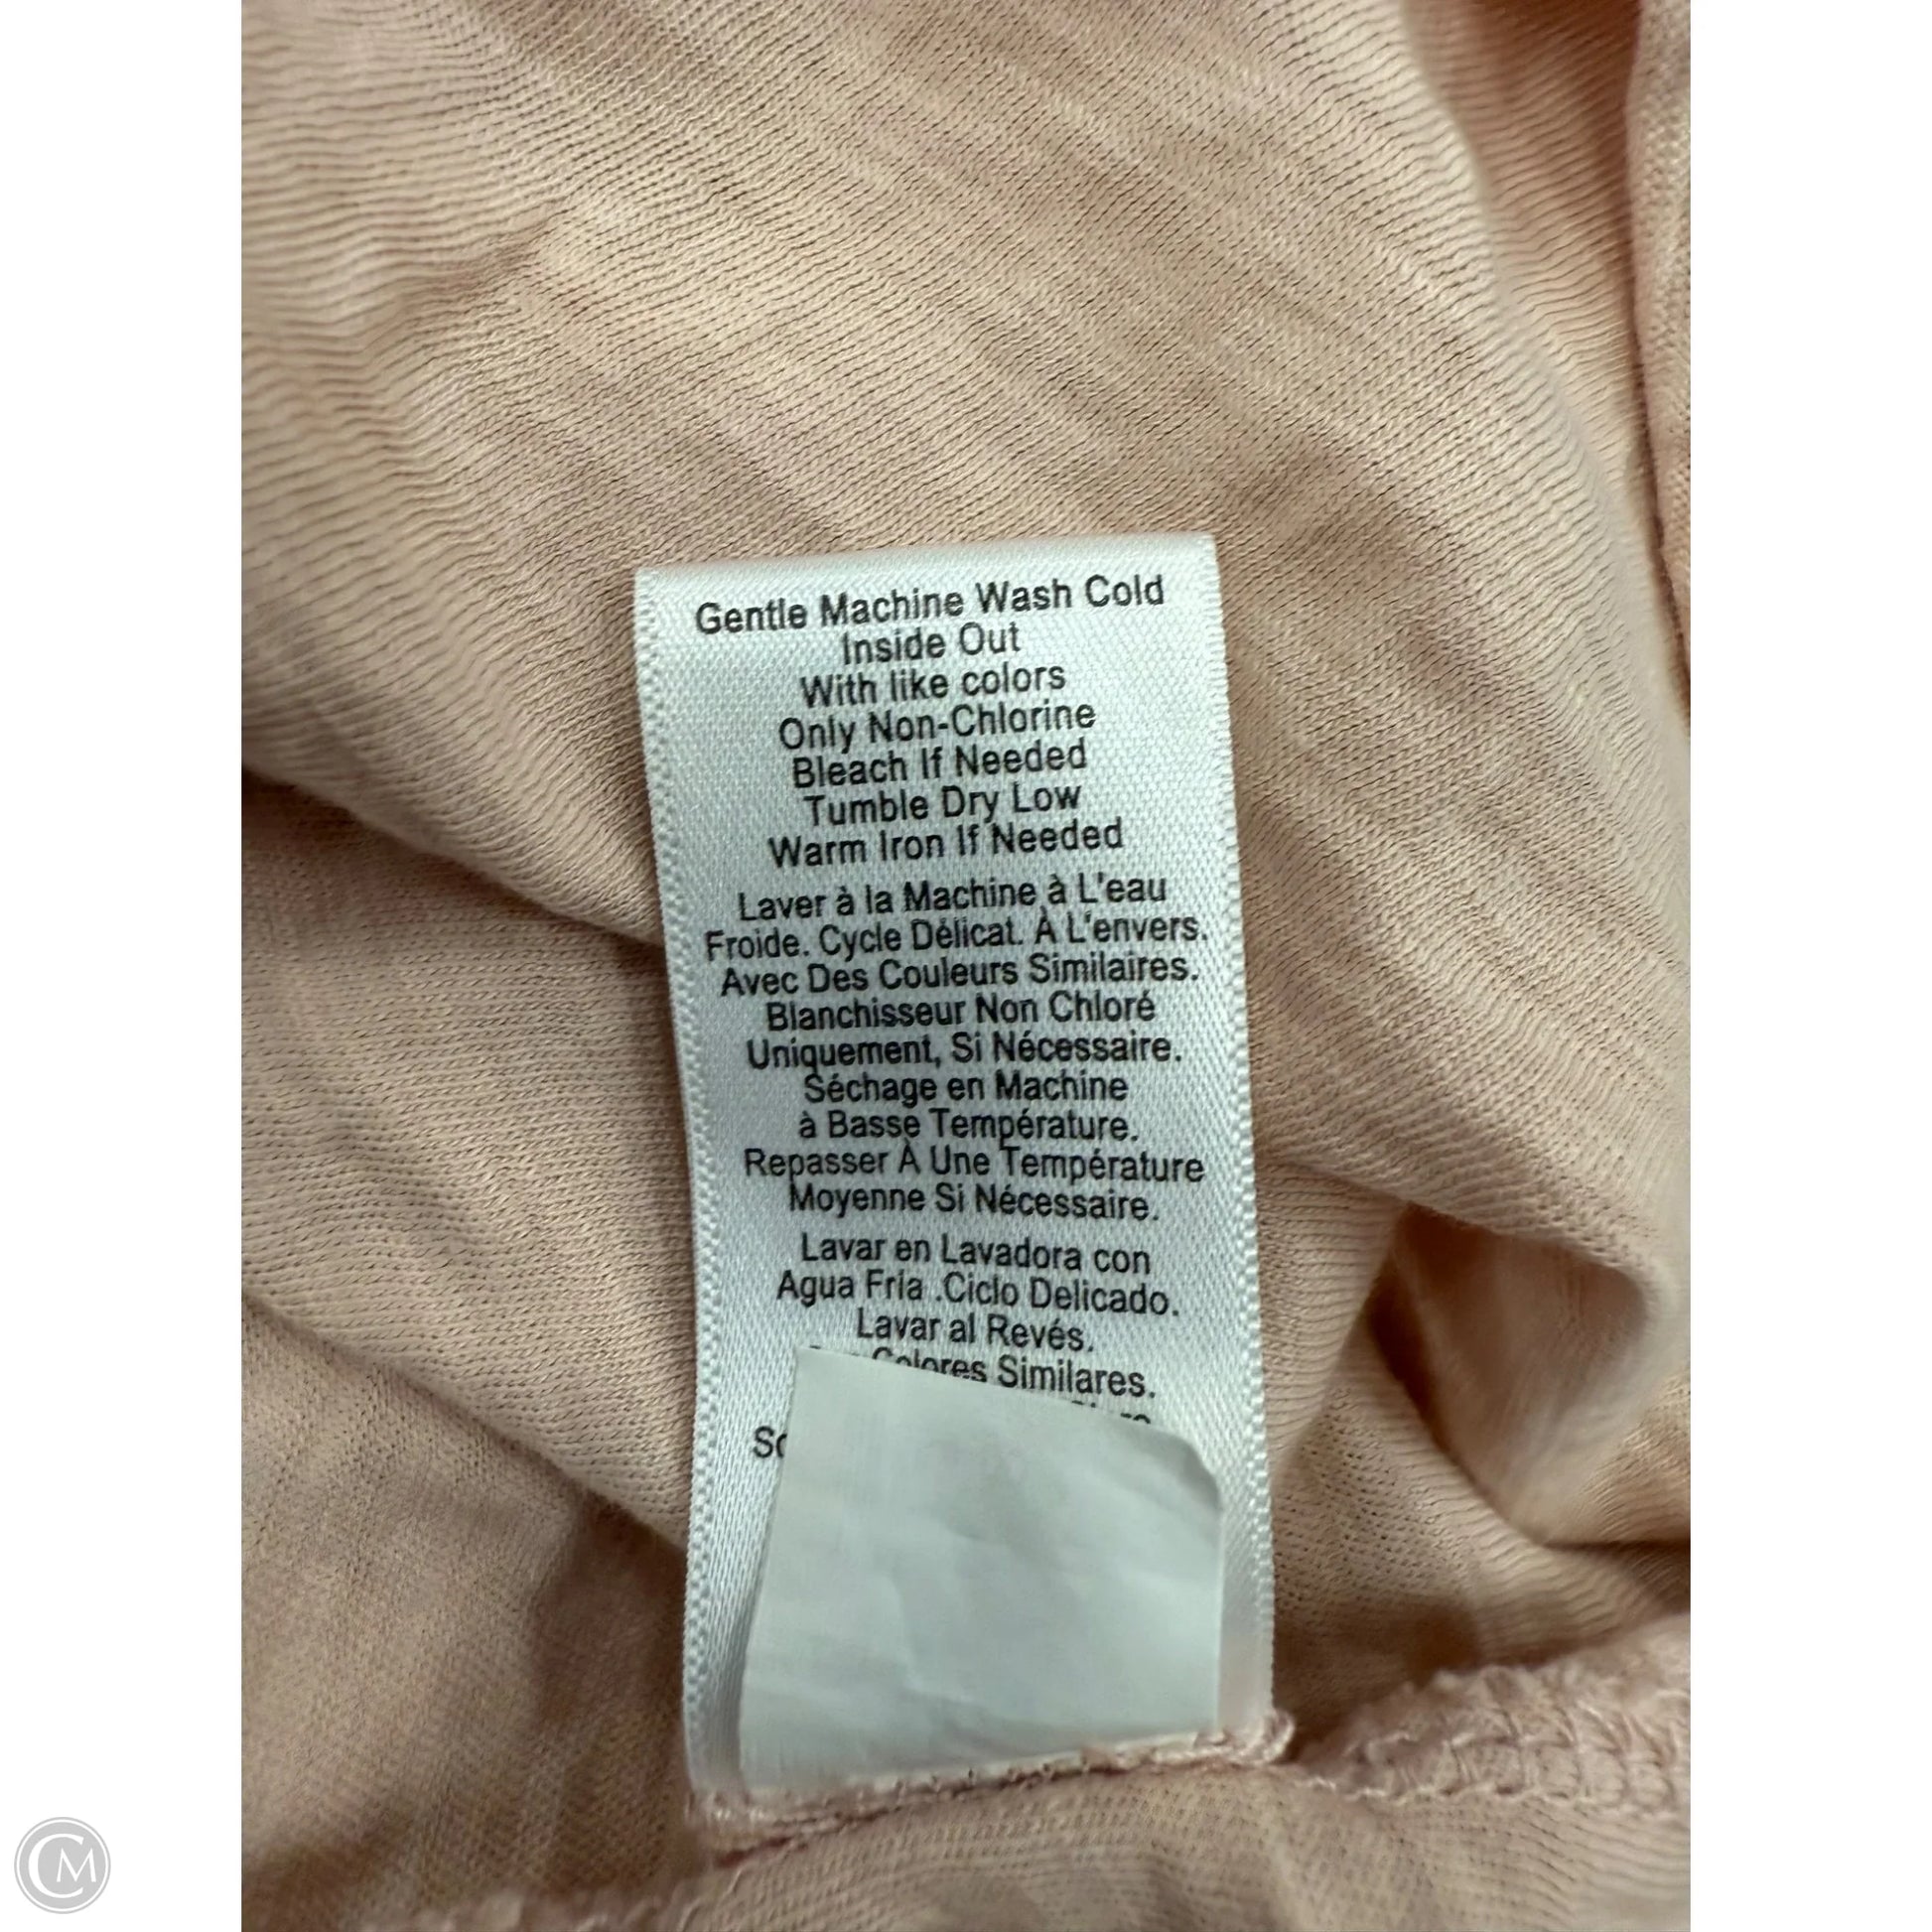 Gentle Machine Wash Cold
Inside Out
With like colors
Only Non-Chlorine
Bleach If Needed
Tumble Dry Low
Warm Iron If Needed
Laver à la Machine à L'eau
Froide. Cycle Délicat. À L'envers.
Avec Des Couleurs Similaires.
Blanchisseur Non Chloré
Uniquement, Si Nécessaire.
Séchage en Machine
à Basse Température.
Repasser À Une Température
Moyenne Si Nécessaire.
Lavar en Lavadora con
Agua Fria .Ciclo Delicado.
Lavar al Revés.
Colores Similares.
CM